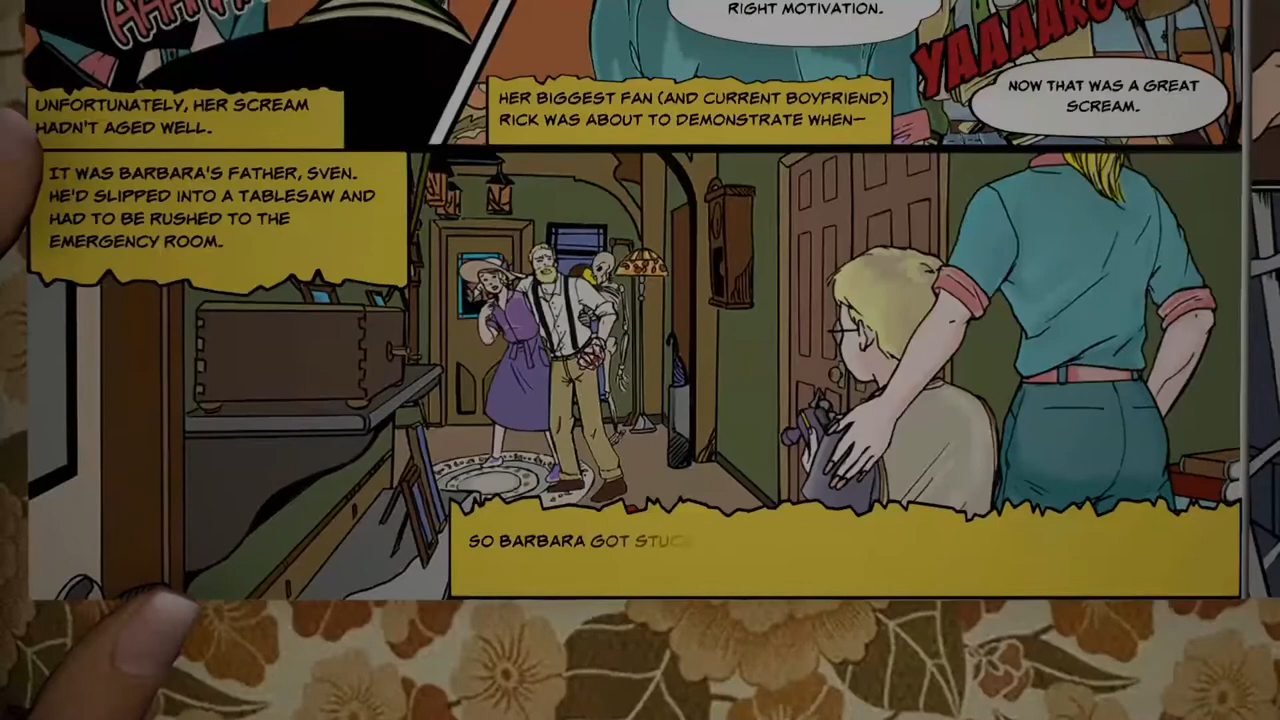 AAAAA
RIGHT MOTIVATION.
UNFORTUNATELY, HER SCREAM
HADN'T AGED WELL.
HER BIGGEST FAN (AND CURRENT BOYFRIEND)
RICK WAS ABOUT TO DEMONSTRATE WHEN—
NOW THAT WAS A GREAT
SCREAM.
IT WAS BARBARA'S FATHER, SVEN.
HE'D SLIPPED INTO A TABLESAW AND
HAD TO BE RUSHED TO THE
EMERGENCY ROOM.
SO BARBARA GOT STUC